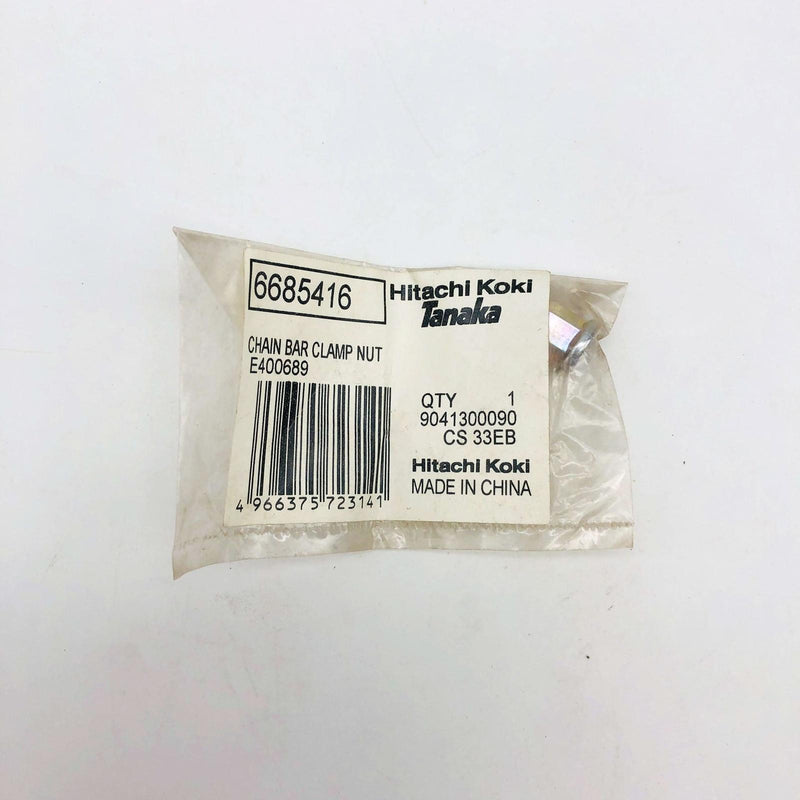 6685416
Hitachi Koki
Tanaka
CHAIN BAR CLAMP NUT
E400689
QTY 1
9041300090
CS 33EB
Hitachi Koki
MADE IN CHINA
4 966375 723141